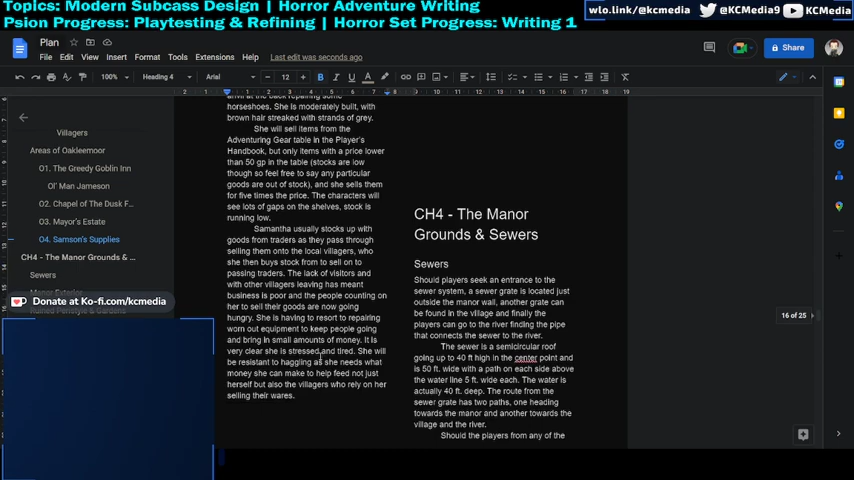 Topics: Modern Subcass Design | Horror Adventure Writing
Psion Progress: Playtesting & Refining | Horror Set Progress: Writing 1
wlo.link/@kcmedia KCMedia9 KCMedia
Plan
File Edit View Insert Format Tools Extensions Help Last edit was seconds ago
Share
100% Heading 4 Arial 12
Villagers
Areas of Oakleemoor
O1. The Greedy Goblin Inn
Ol' Man Jameson
O2. Chapel of The Dusk F...
O3. Mayor's Estate
O4. Samson's Supplies
CH4 - The Manor Grounds & ...
Sewers
Manor Exterior
Donate at Ko-fi.com/kcmedia
anvil at the back repairing some
horseshoes. She is moderately built, with
brown hair streaked with strands of grey.
She will sell items from the
Adventuring Gear table in the Player's
Handbook, but only items with a price lower
than 50 gp in the table (stocks are low
though so feel free to say any particular
goods are out of stock), and she sells them
for five times the price. The characters will
see lots of gaps on the shelves, stock is
running low.
Samantha usually stocks up with
goods from traders as they pass through
selling them onto the local villagers, who
she then buys stock from to sell on to
passing traders. The lack of visitors and
with other villagers leaving has meant
business is poor and the people counting on
her to sell their goods are now going
hungry. She is having to resort to repairing
worn out equipment to keep people going
and bring in small amounts of money. It is
very clear she is stressed and tired. She will
be resistant to haggling as she needs what
money she can make to help feed not just
herself but also the villagers who rely on her
selling their wares.
CH4 - The Manor
Grounds & Sewers
Sewers
Should players seek an entrance to the
sewer system, a sewer grate is located just
outside the manor wall, another grate can
be found in the village and finally the
players can go to the river finding the pipe
that connects the sewer to the river.
The sewer is a semicircular roof
going up to 40 ft high in the center point and
is 50 ft. wide with a path on each side above
the water line 5 ft. wide each. The water is
actually 40 ft. deep. The route from the
sewer grate has two paths, one heading
towards the manor and another towards the
village and the river.
Should the players from any of the
16 of 25